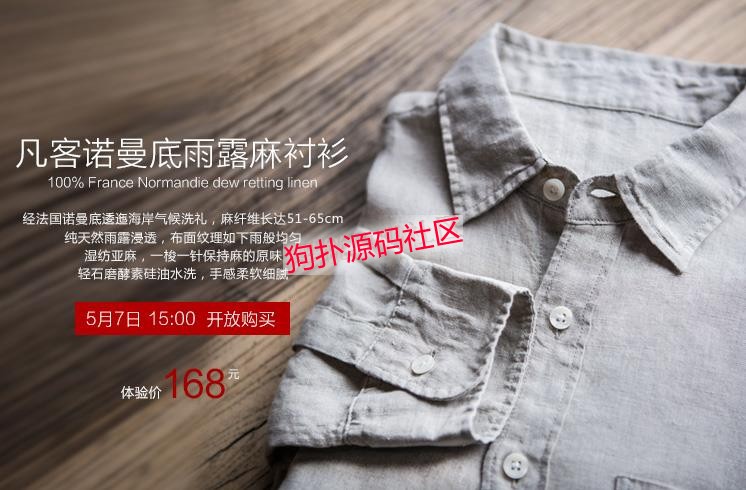 凡客诺曼底雨露麻衬衫
100% France Normandie dew retting linen
经法国诺曼底逶迤海岸气候洗礼，麻纤维长达51-65cm
纯天然雨露浸透，布面纹理如下雨般均匀
湿纺亚麻，一梭一针保持麻的原味
轻石磨酵素硅油水洗，手感柔软细腻
狗扑源码社区
5月7日 15:00 开放购买
体验价168元